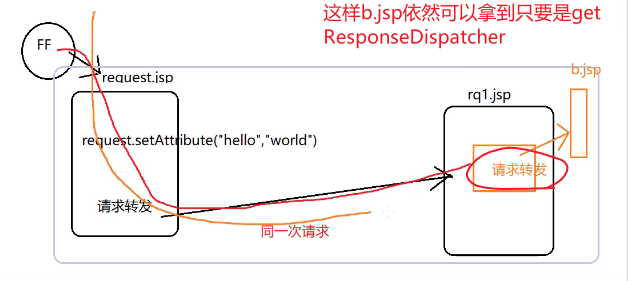 这样b.jsp依然可以拿到只要是get
ResponseDispatcher
FF
request.jsp
b.jsp
rq1.jsp
request.setAttribute("hello","world")
请求转发
请求转发
同一次请求